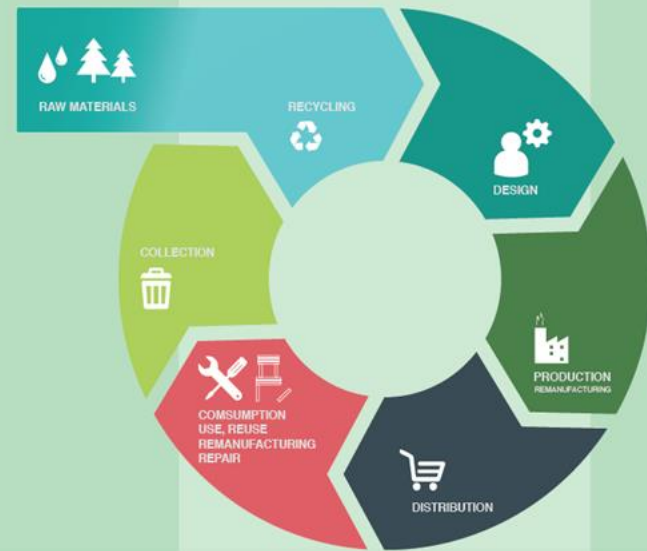 RAW MATERIALS
RECYCLING
DESIGN
PRODUCTION
REMANUFACTURING
DISTRIBUTION
COMSUMPTION
USE, REUSE
REMANUFACTURING
REPAIR
COLLECTION